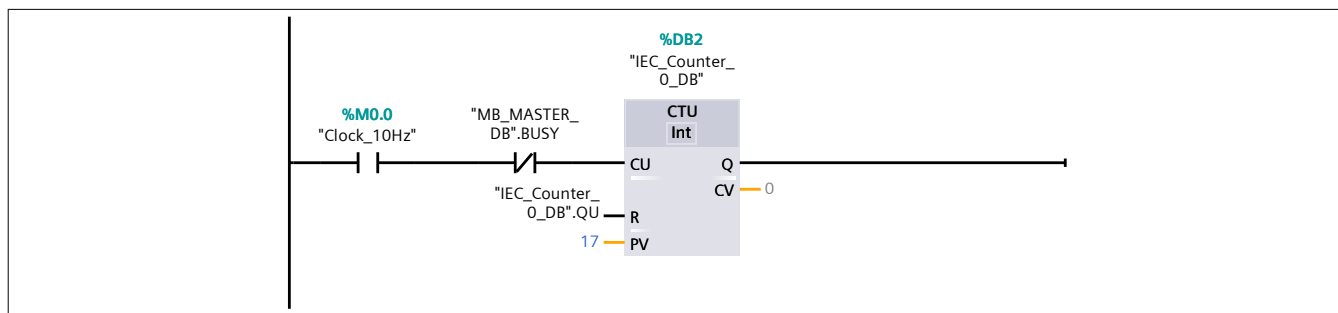 %DB2
"IEC_Counter_
0_DB"
%M0.0
"Clock_10Hz"
"MB_MASTER_
DB".BUSY
CTU
Int
CU
Q
CV
0
"IEC_Counter_
0_DB".QU
R
17
PV